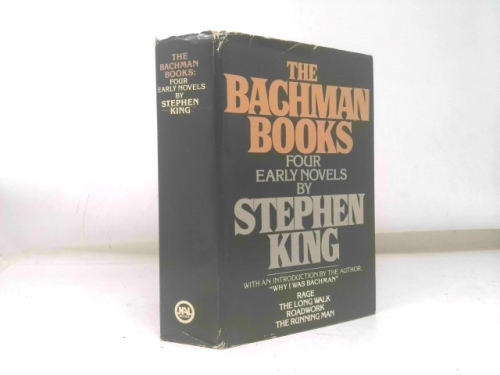 THE
BACHMAN
BOOKS:
FOUR
EARLY NOVELS
BY
STEPHEN
KING
NAL
THE
BACHMAN
BOOKS
FOUR
EARLY NOVELS
BY
STEPHEN
KING
WITH AN INTRODUCTION BY THE AUTHOR,
"WHY I WAS BACHMAN"
RAGE
THE LONG WALK
ROADWORK
THE RUNNING MAN